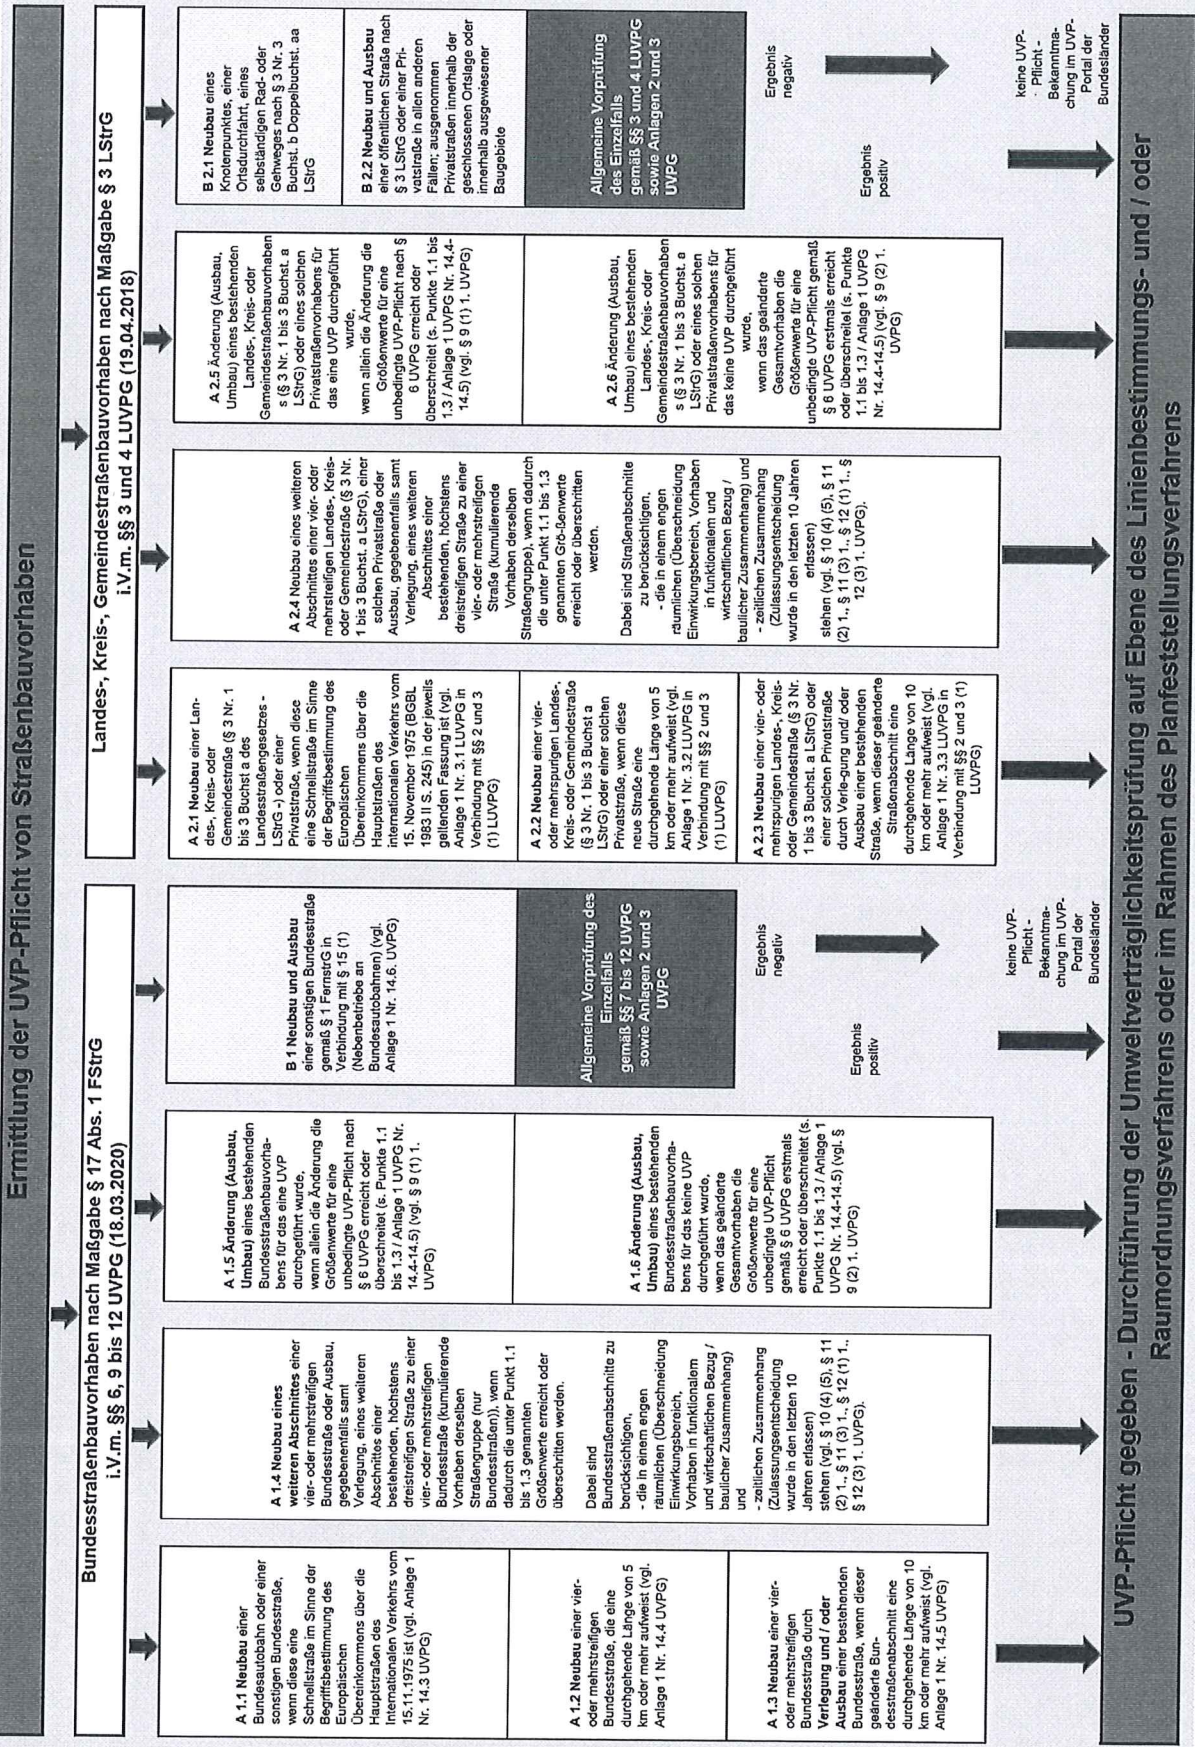 Ermittlung der UVP-Pflicht von Straßenbauvorhaben
Bundesstraßenbauvorhaben nach Maßgabe § 17 Abs. 1 FStrG
i.V.m. §§ 6, 9 bis 12 UVPG (18.03.2020)
A 1.1 Neubau einer
Bundesautobahn oder einer
sonstigen Bundesstraße,
wenn diese eine
Schnellstraße im Sinne der
Begriffsbestimmung des
Europäischen
Übereinkommens über die
Hauptstraßen des
Internationalen Verkehrs vom
15.11.1975 ist (vgl. Anlage 1
Nr. 14.3 UVPG)
A 1.2 Neubau einer vier-
oder mehrstreifigen
Bundesstraße, die eine
durchgehende Länge von 5
km oder mehr aufweist (vgl.
Anlage 1 Nr. 14.4 UVPG)
A 1.3 Neubau einer vier-
oder mehrstreifigen
Bundesstraße durch
Verlegung und / oder
Ausbau einer bestehenden
Bundesstraße, wenn dieser
geänderte Bun-
desstraßenabschnitt eine
durchgehende Länge von 10
km oder mehr aufweist (vgl.
Anlage 1 Nr. 14.5 UVPG)
A 1.4 Neubau eines
weiteren Abschnittes einer
vier- oder mehrstreifigen
Bundesstraße oder Ausbau,
gegebenenfalls samt
Verlegung, eines weiteren
Abschnittes einer
bestehenden, höchstens
dreistreifigen Straße zu einer
vier- oder mehrstreifigen
Bundesstraße (kumulierende
Vorhaben derselben
Straßengruppe (nur
Bundesstraßen)), wenn
dadurch die unter Punkt 1.1
bis 1.3 genannten
Größenwerte erreicht oder
überschritten werden.
Dabei sind
Bundesstraßenabschnitte zu
berücksichtigen,
- die in einem engen
räumlichen (Überschneidung
Einwirkungsbereich,
Vorhaben in funktionalem
und wirtschaftlichen Bezug /
baulicher Zusammenhang)
und
- zeitlichen Zusammenhang
(Zulassungsentscheidung
wurde in den letzten 10
Jahren erlassen)
stehen (vgl. § 10 (4) (5), § 11
(2) 1., § 11 (3) 1., § 12 (1) 1.,
§ 12 (3) 1. UVPG).
A 1.5 Änderung (Ausbau,
Umbau) eines bestehenden
Bundesstraßenbauvorha-
bens für das eine UVP
durchgeführt wurde,
wenn allein die Änderung die
Größenwerte für eine
unbedingte UVP-Pflicht nach
§ 6 UVPG erreicht oder
überschreitet (s. Punkte 1.1
bis 1.3 / Anlage 1 UVPG Nr.
14.4-14.5) (vgl. § 9 (1) 1.
UVPG)
A 1.6 Änderung (Ausbau,
Umbau) eines bestehenden
Bundesstraßenbauvorha-
bens für das keine UVP
durchgeführt wurde,
wenn das geänderte
Gesamtvorhaben die
Größenwerte für eine
unbedingte UVP-Pflicht
gemäß § 6 UVPG erstmals
erreicht oder überschreitet (s.
Punkte 1.1 bis 1.3 / Anlage 1
UVPG Nr. 14.4-14.5) (vgl. §
9 (2) 1. UVPG)
B 1 Neubau und Ausbau
einer sonstigen Bundesstraße
gemäß § 1 FernstrG in
Verbindung mit § 15 (1)
(Nebenbetriebe an
Bundesautobahnen) (vgl.
Anlage 1 Nr. 14.6. UVPG)
Allgemeine Vorprüfung des
Einzelfalls
gemäß §§ 7 bis 12 UVPG
sowie Anlagen 2 und 3
UVPG
Ergebnis
positiv
Ergebnis
negativ
keine UVP-
Pflicht -
Bekanntma-
chung im UVP-
Portal der
Bundesländer
Landes-, Kreis-, Gemeindestraßenbauvorhaben nach Maßgabe § 3 LStrG
i.V.m. §§ 3 und 4 LUVPG (19.04.2018)
A 2.1 Neubau einer Lan-
des-, Kreis- oder
Gemeindestraße (§ 3 Nr. 1
bis 3 Buchst.a des
Landesstraßengesetzes -
LStrG -) oder einer
Privatstraße, wenn diese
eine Schnellstraße im Sinne
der Begriffsbestimmung des
Europäischen
Übereinkommens über die
Hauptstraßen des
internationalen Verkehrs vom
15. November 1975 (BGBL
1983 II S. 245) in der jeweils
geltenden Fassung ist (vgl.
Anlage 1 Nr. 3.1 LUVPG in
Verbindung mit §§ 2 und 3
(1) LUVPG)
A 2.2 Neubau einer vier-
oder mehrspurigen Landes-,
Kreis- oder Gemeindestraße
(§ 3 Nr. 1 bis 3 Buchst a
LStrG) oder einer solchen
Privatstraße, wenn diese
neue Straße eine
durchgehende Länge von 5
km oder mehr aufweist (vgl.
Anlage 1 Nr. 3.2 LUVPG in
Verbindung mit §§ 2 und 3
(1) LUVPG)
A 2.3 Neubau einer vier- oder
mehrspurigen Landes-, Kreis-
oder Gemeindestraße (§ 3 Nr.
1 bis 3 Buchst. a LStrG) oder
einer solchen Privatstraße
durch Verle-gung und/ oder
Ausbau einer bestehenden
Straße, wenn dieser geänderte
Straßenabschnitt eine
durchgehende Länge von 10
km oder mehr aufweist (vgl.
Anlage 1 Nr. 3.3 LUVPG in
Verbindung mit §§ 2 und 3 (1)
LUVPG)
A 2.4 Neubau eines weiteren
Abschnittes einer vier- oder
mehrstreifigen Landes-, Kreis-
oder Gemeindestraße (§ 3 Nr.
1 bis 3 Buchst. a LStrG), einer
solchen Privatstraße oder
Ausbau, gegebenenfalls samt
Verlegung, eines weiteren
Abschnittes einer
bestehenden, höchstens
dreistreifigen Straße zu einer
vier- oder mehrstreifigen
Straße (kumulierende
Vorhaben derselben
Straßengruppe), wenn dadurch
die unter Punkt 1.1 bis 1.3
genannten Grö-ßenwerte
erreicht oder überschritten
werden.
Dabei sind Straßenabschnitte
zu berücksichtigen,
- die in einem engen
räumlichen (Überschneidung
Einwirkungsbereich, Vorhaben
in funktionalem und
wirtschaftlichen Bezug /
baulicher Zusammenhang) und
- zeitlichen Zusammenhang
(Zulassungsentscheidung
wurde in den letzten 10 Jahren
erlassen)
stehen (vgl. § 10 (4) (5), § 11
(2) 1., § 11 (3) 1., § 12 (1) 1., §
12 (3) 1. UVPG).
A 2.5 Änderung (Ausbau,
Umbau) eines bestehenden
Landes-, Kreis- oder
Gemeindestraßenbauvorhaben
s (§ 3 Nr. 1 bis 3 Buchst. a
LStrG) oder eines solchen
Privatstraßenvorhabens für
das eine UVP durchgeführt
wurde,
wenn allein die Änderung die
Größenwerte für eine
unbedingte UVP-Pflicht nach §
6 UVPG erreicht oder
überschreitet (s. Punkte 1.1 bis
1.3 / Anlage 1 UVPG Nr. 14.4-
14.5) (vgl. § 9 (1) 1. UVPG)
A 2.6 Änderung (Ausbau,
Umbau) eines bestehenden
Landes-, Kreis- oder
Gemeindestraßenbauvorhaben
s (§ 3 Nr. 1 bis 3 Buchst. a
LStrG) oder eines solchen
Privatstraßenvorhabens für
das keine UVP durchgeführt
wurde,
wenn das geänderte
Gesamtvorhaben die
Größenwerte für eine
unbedingte UVP-Pflicht gemäß
§ 6 UVPG erstmals erreicht
oder überschreitet (s. Punkte
1.1 bis 1.3 / Anlage 1 UVPG
Nr. 14.4-14.5) (vgl. § 9 (2) 1.
UVPG)
B 2.1 Neubau eines
Knotenpunktes, einer
Ortsdurchfahrt, eines
selbständigen Rad- oder
Gehweges nach § 3 Nr. 3
Buchst. b Doppelbuchst. aa
LStrG
B 2.2 Neubau und Ausbau
einer öffentlichen Straße nach
§ 3 LStrG oder einer Pri-
vatstraße in allen anderen
Fällen; ausgenommen
Privatstraßen innerhalb der
geschlossenen Ortslage oder
innerhalb ausgewiesener
Baugebiete
Allgemeine Vorprüfung
des Einzelfalls
gemäß §§ 3 und 4 LUVPG
sowie Anlagen 2 und 3
UVPG
Ergebnis
positiv
Ergebnis
negativ
keine UVP-
Pflicht -
Bekanntma-
chung im UVP-
Portal der
Bundesländer
UVP-Pflicht gegeben - Durchführung der Umweltverträglichkeitsprüfung auf Ebene des Linienbestimmung- und / oder
Raumordnungsverfahrens oder im Rahmen des Planfeststellungsverfahrens